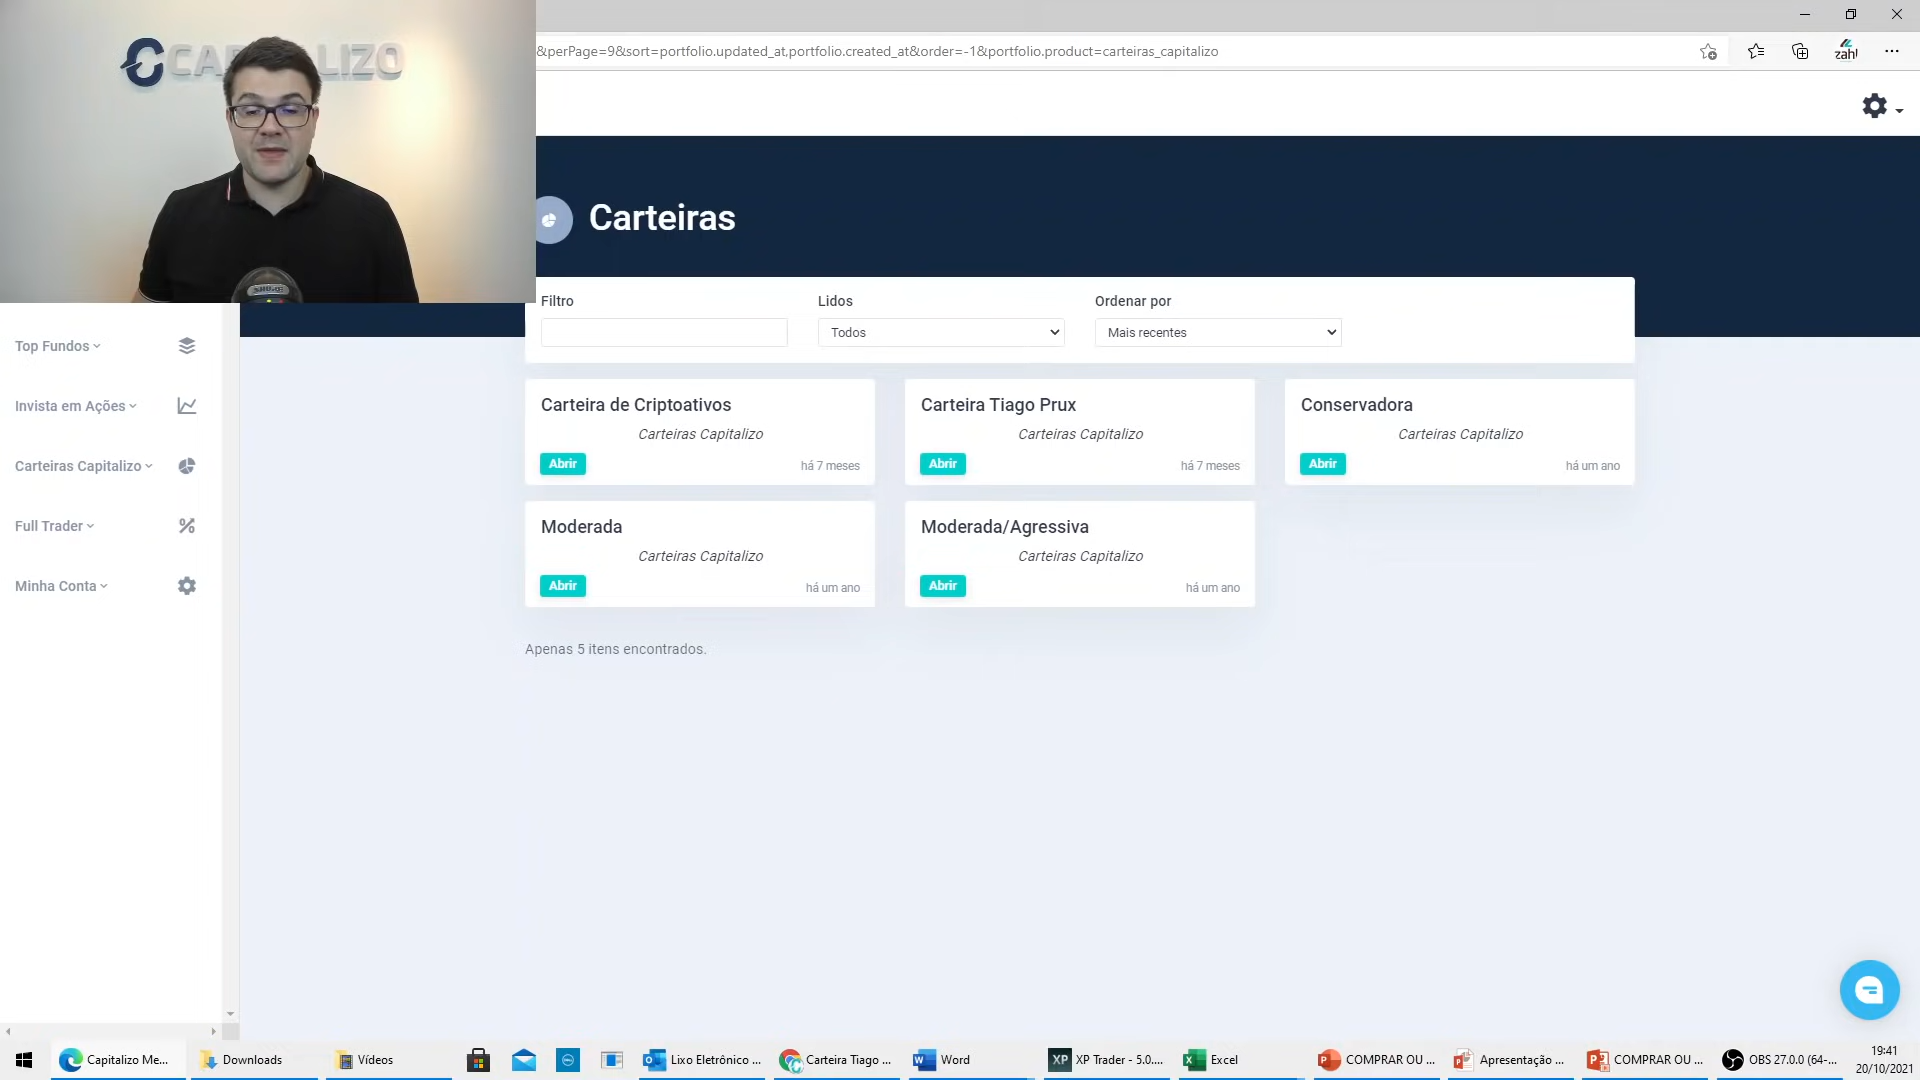 &perPage=9&sort=portfolio.updated_at,portfolio.created_at&order=-1&portfolio.product=carteiras_capitalizo
zahl
Carteiras
Filtro
Lidos
Ordenar por
Todos
Mais recentes
Carteira de Criptoativos
Carteiras Capitalizo
Abrir
há 7 meses
Carteira Tiago Prux
Carteiras Capitalizo
Abrir
há 7 meses
Conservadora
Carteiras Capitalizo
Abrir
há um ano
Moderada
Carteiras Capitalizo
Abrir
há um ano
Moderada/Agressiva
Carteiras Capitalizo
Abrir
há um ano
Apenas 5 itens encontrados.
Top Fundos
Invista em Ações
Carteiras Capitalizo
Full Trader
Minha Conta
Capitalizo Me...
Downloads
Vídeos
Lixo Eletrônico ...
Carteira Tiago ...
Word
XP Trader - 5.0....
Excel
COMPRAR OU ...
Apresentação ...
COMPRAR OU ...
OBS 27.0.0 (64-...
19:41
20/10/2021